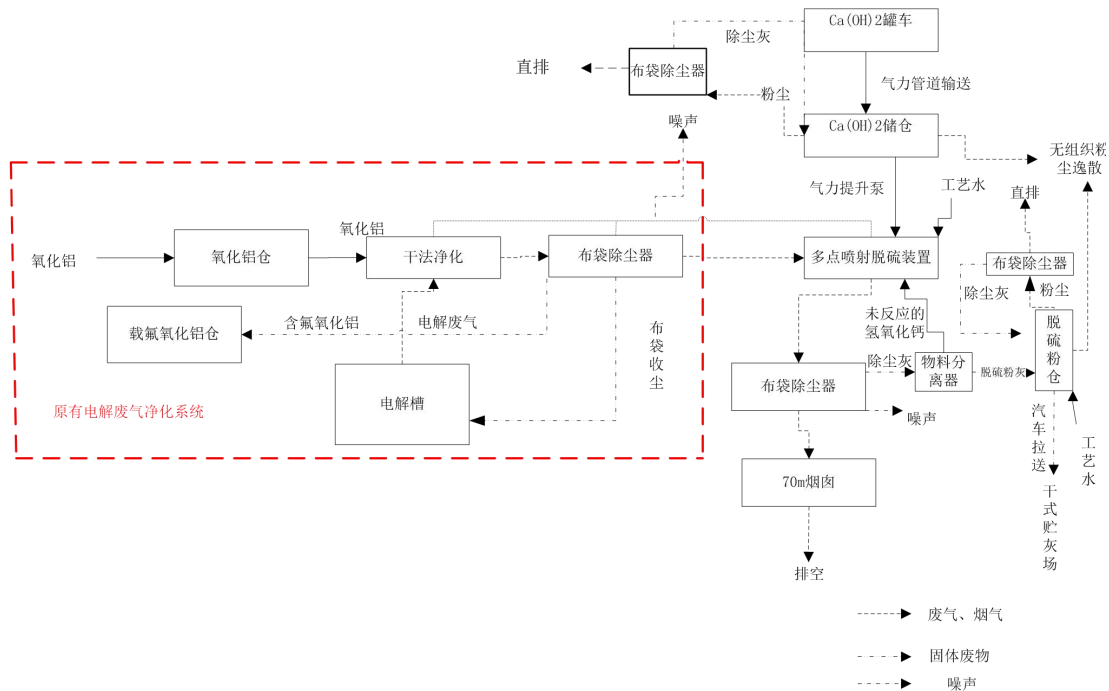 Ca(OH)2罐车
除尘灰
布袋除尘器
直排
气力管道输送
粉尘
Ca(OH)2储仓
噪声
无组织粉
尘逸散
气力提升泵
工艺水
直排
氧化铝
氧化铝仓
氧化铝
干法净化
布袋除尘器
多点喷射脱硫装置
布袋除尘器
除尘灰
粉尘
载氟氧化铝仓
含氟氧化铝
电解废气
布袋收尘
未反应的
氢氧化钙
脱硫粉仓
除尘灰
物料分
离器
脱硫粉灰
布袋除尘器
电解槽
原有电解废气净化系统
噪声
汽车拉送
工艺水
70m烟囱
干式贮灰场
排空
废气、烟气
固体废物
噪声